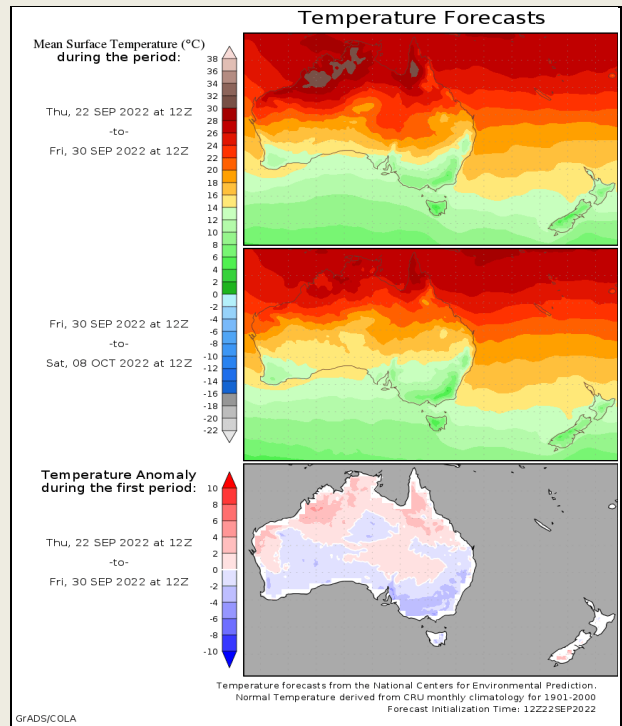 Temperature Forecasts
Mean Surface Temperature (°C)
during the period:
38
36
34
32
30
28
26
24
22
20
18
16
14
12
10
8
6
4
2
0
-2
-4
-6
-8
-10
-12
-14
-16
-18
-20
-22
Thu, 22 SEP 2022 at 12Z
-to-
Fri, 30 SEP 2022 at 12Z
Fri, 30 SEP 2022 at 12Z
-to-
Sat, 08 OCT 2022 at 12Z
Temperature Anomaly
during the first period:
10
8
6
4
2
0
-2
-4
-6
-8
-10
Thu, 22 SEP 2022 at 12Z
-to-
Fri, 30 SEP 2022 at 12Z
Temperature forecasts from the National Centers for Environmental Prediction.
Normal Temperature derived from CRU monthly climatology for 1901-2000
Forecast Initialization Time: 12Z22SEP2022
GrADS/COLA